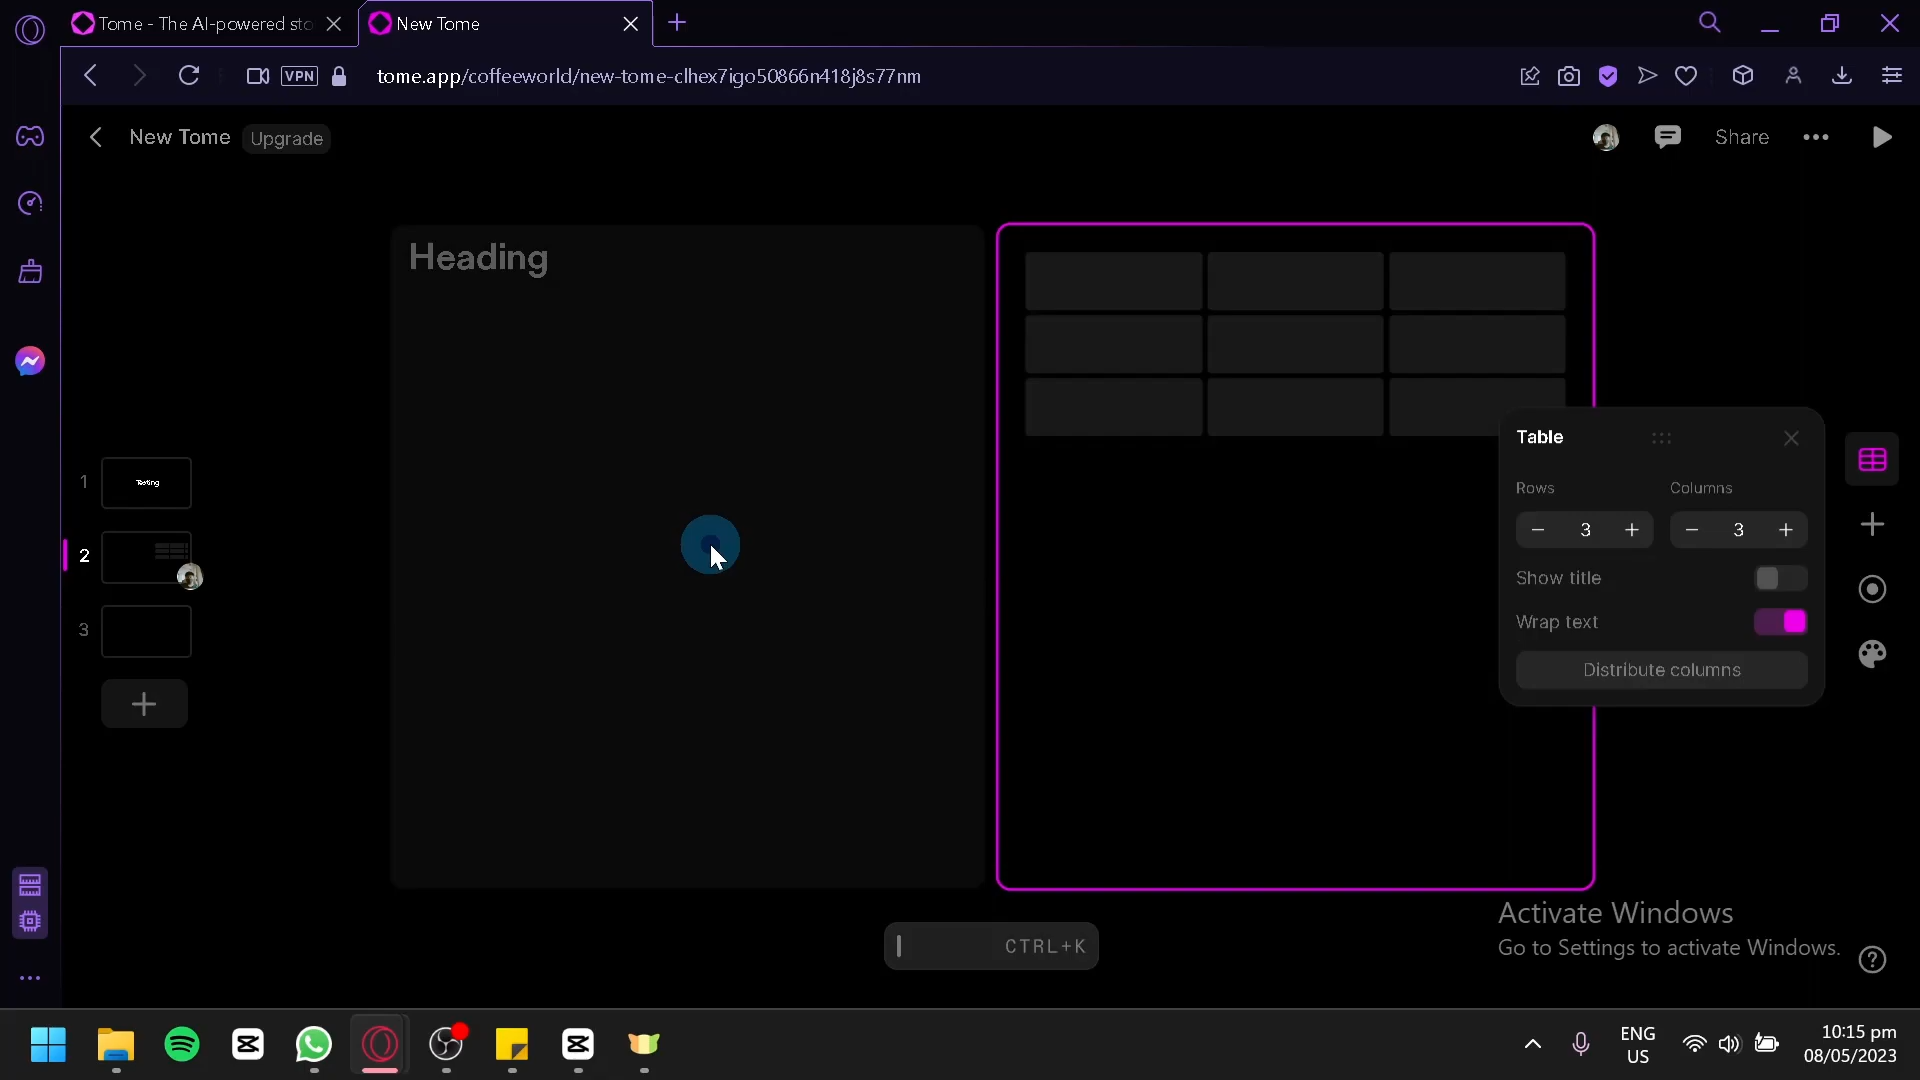 Tome - The AI-powered sto
New Tome
VPN
tome.app/coffeeworld/new-tome-clhex7igo50866n418j8s77nm
New Tome
Upgrade
Share
Heading
Table
Rows
Columns
3
3
Show title
Wrap text
Distribute columns
1
Testing
2
3
CTRL+K
Activate Windows
Go to Settings to activate Windows.
ENG
US
10:15 pm
08/05/2023